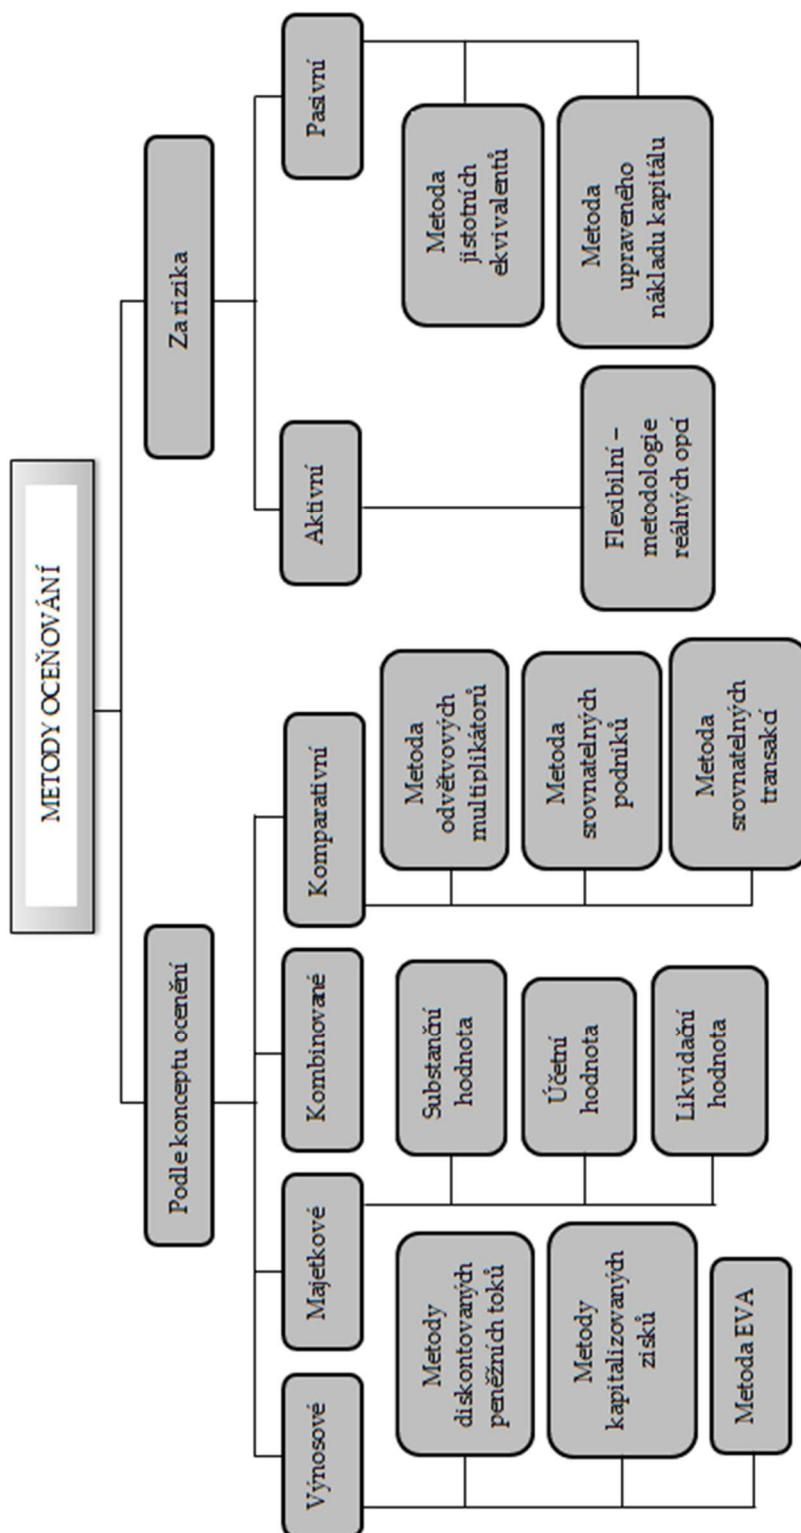 METODY OCEŇOVÁNÍ
Podle konceptu ocenění
Za rizika
Výnosové
Majetkové
Kombinované
Komparativní
Aktivní
Pasivní
Metody
diskontovaných
peněžních toků
Metody
kapitalizovaných
zisků
Metoda EVA
Substanční
hodnota
Účetní
hodnota
Likvidační
hodnota
Metoda
odvětvových
multiplikátorů
Metoda
srovnatelných
podniků
Metoda
srovnatelných
transakcí
Flexibilní –
metodologie
reálných opcí
Metoda
jistotních
ekvivalentů
Metoda
upraveného
nákladu kapitálu